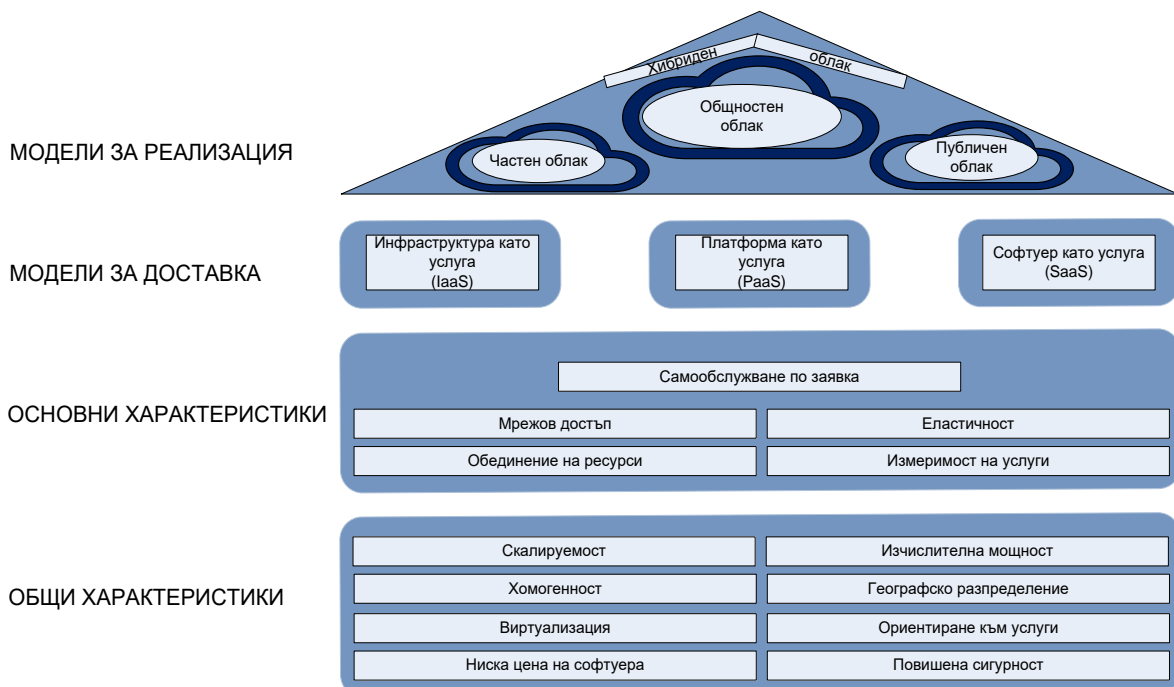 Хибриден облак
Общностен
облак
МОДЕЛИ ЗА РЕАЛИЗАЦИЯ
Частен облак
Публичен
облак
МОДЕЛИ ЗА ДОСТАВКА
Инфраструктура като
услуга
(IaaS)
Платформа като
услуга
(PaaS)
Софтуер като услуга
(SaaS)
ОСНОВНИ ХАРАКТЕРИСТИКИ
Самообслужване по заявка
Мрежов достъп
Еластичност
Обединение на ресурси
Измеримост на услуги
ОБЩИ ХАРАКТЕРИСТИКИ
Скалируемост
Изчислителна мощност
Хомогенност
Географско разпределение
Виртуализация
Ориентиране към услуги
Ниска цена на софтуера
Повишена сигурност